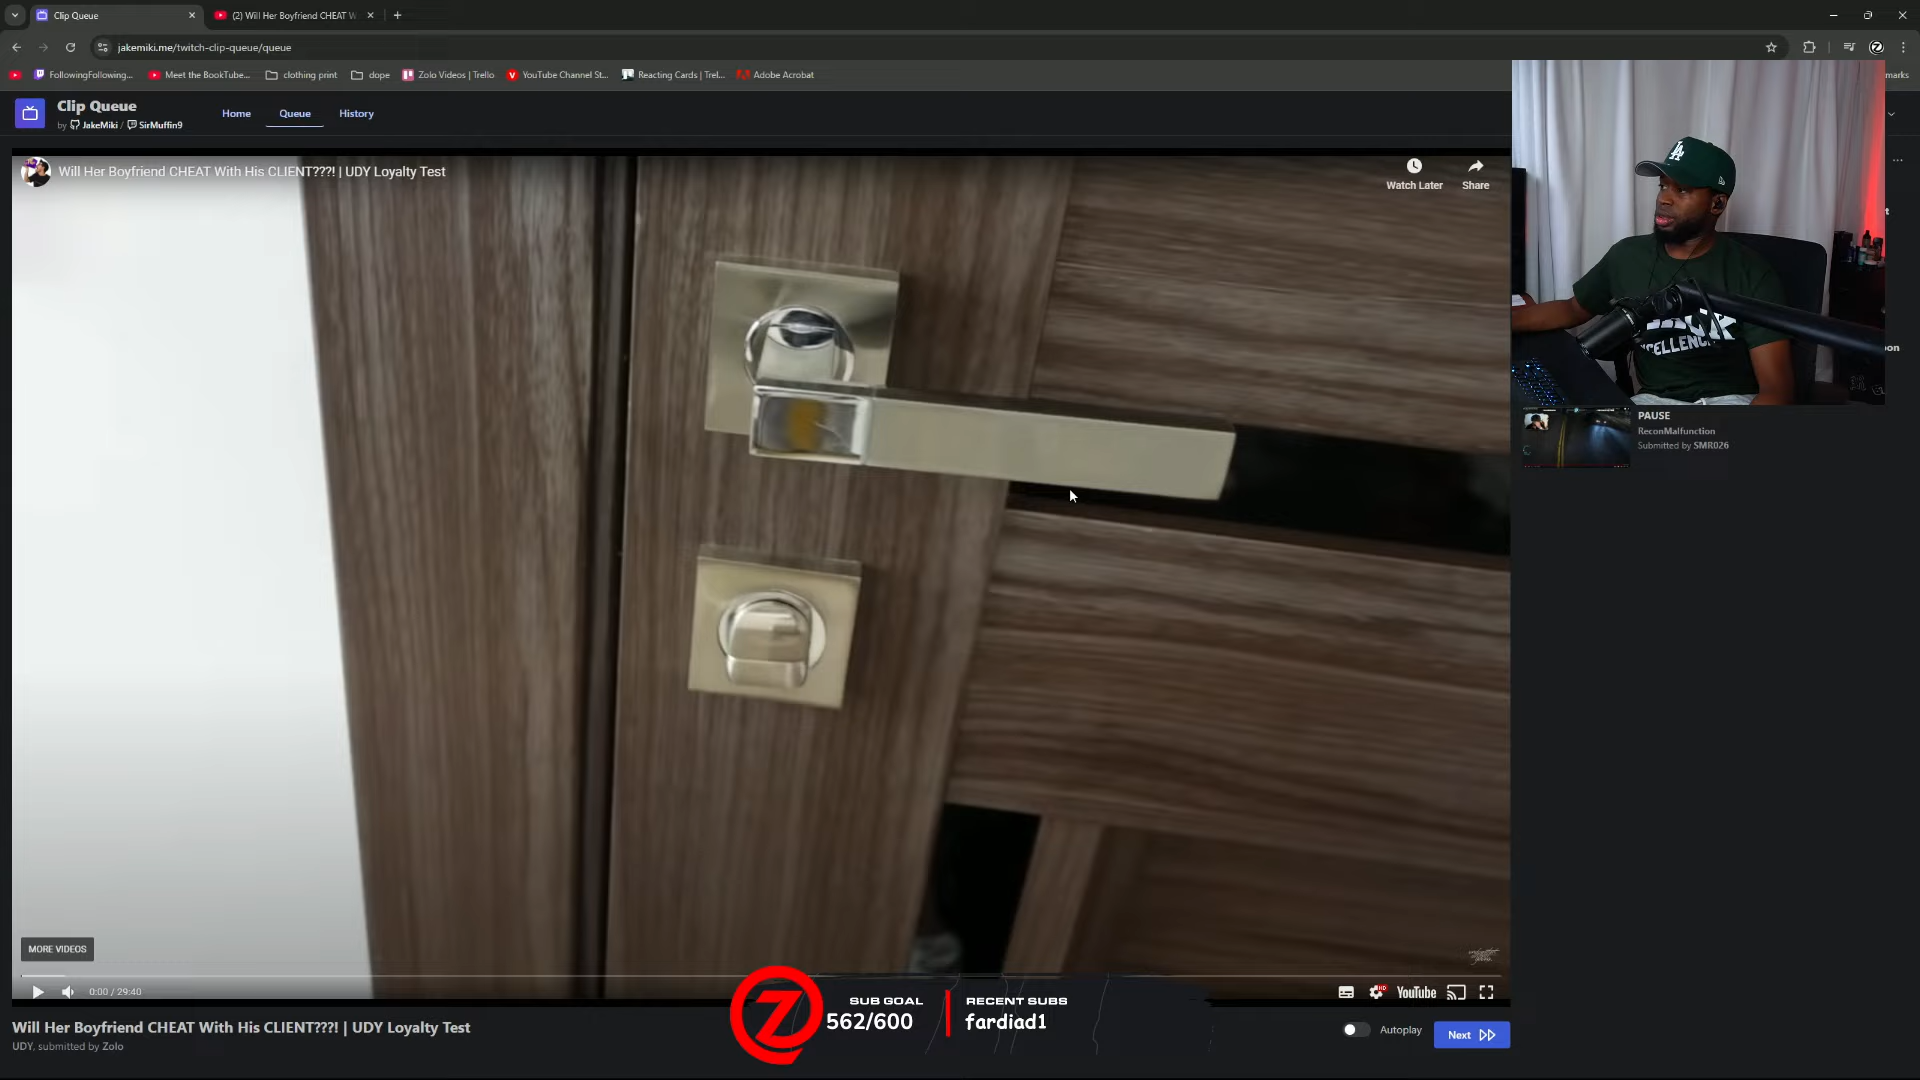 Clip Queue
(2) Will Her Boyfriend CHEAT W
jakemiki.me/twitch-clip-queue/queue
FollowingFollowing...
Meet the BookTube...
clothing print
dope
Zolo Videos | Trello
YouTube Channel St...
Reacting Cards | Trel...
Adobe Acrobat
marks
Clip Queue
by JakeMiki / SirMuffin9
Home
Queue
History
Will Her Boyfriend CHEAT With His CLIENT???! | UDY Loyalty Test
Watch Later
Share
LA
EXCELLENCE
PAUSE
ReconMalfunction
Submitted by SMR026
MORE VIDEOS
0:00 / 29:40
HD
YouTube
SUB GOAL
562/600
RECENT SUBS
fardiad1
Will Her Boyfriend CHEAT With His CLIENT???! | UDY Loyalty Test
UDY, submitted by Zolo
Autoplay
Next